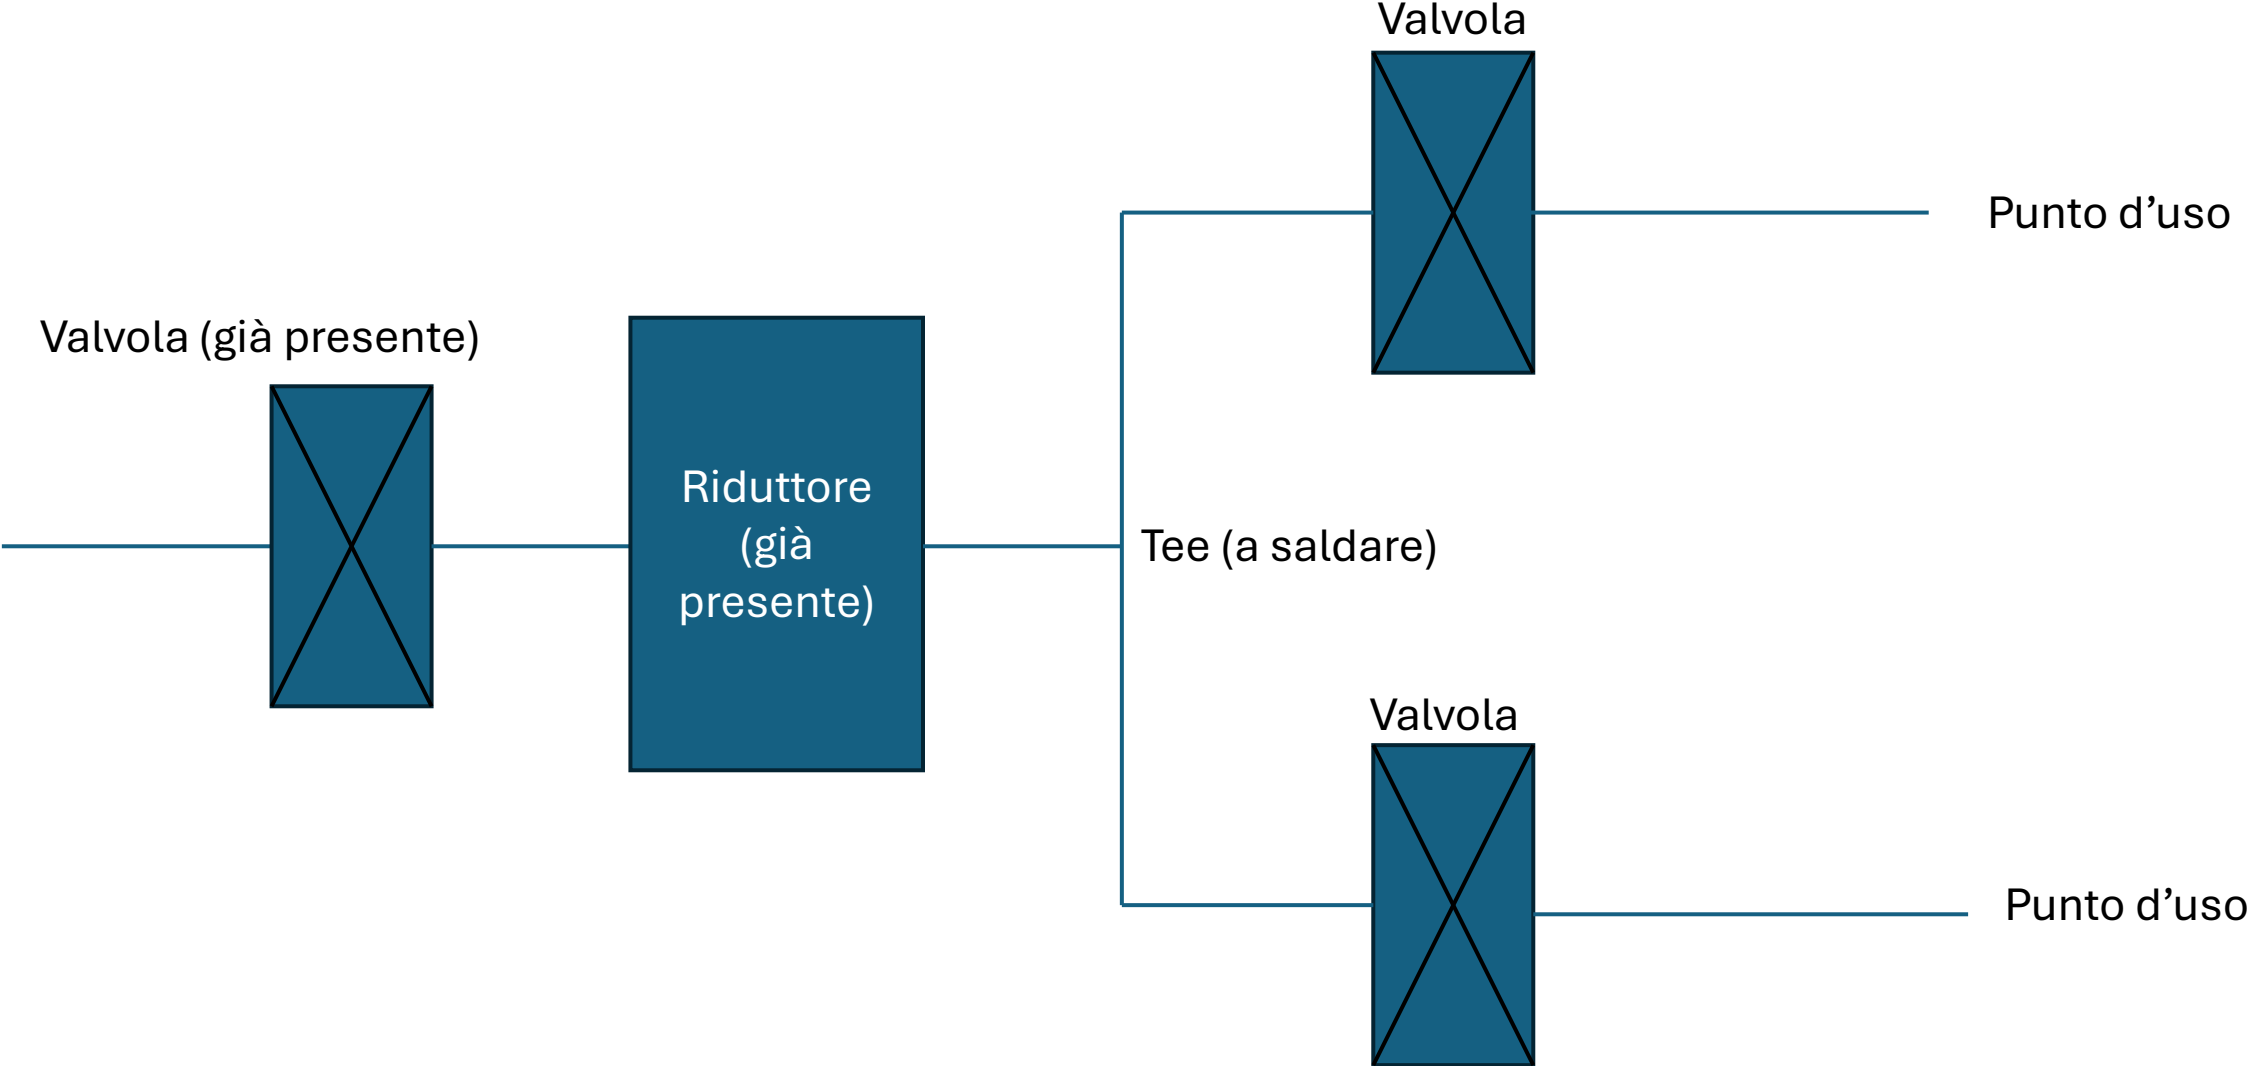 Valvola
Punto d’uso
Valvola (già presente)
Riduttore
(già
presente)
Tee (a saldare)
Valvola
Punto d’uso